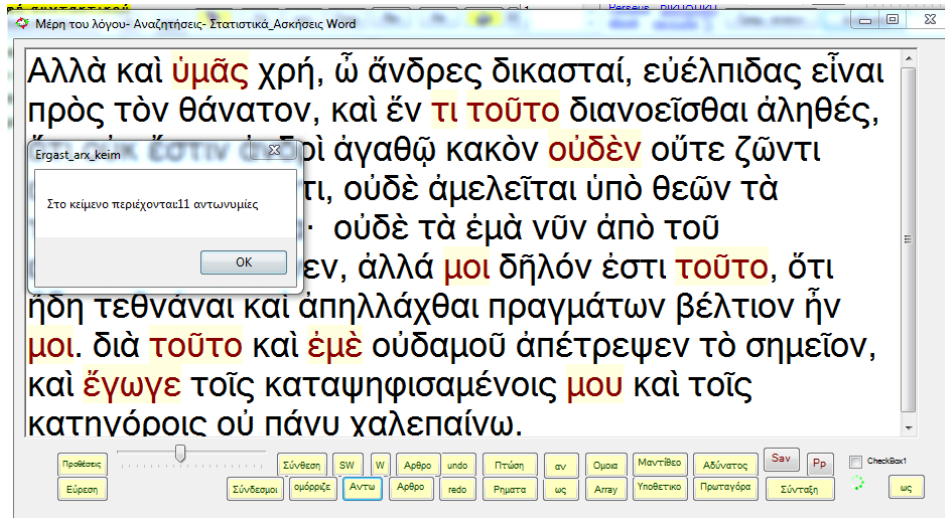 Μέρη του λόγου- Αναζητήσεις- Στατιστικά_Ασκήσεις Word
Αλλὰ καὶ ὑμᾶς χρή, ὦ ἄνδρες δικασταί, εὐέλπιδας εἶναι
πρὸς τὸν θάνατον, καὶ ἕν τι τοῦτο διανοεῖσθαι ἀληθές,
ὅτι οὐκ ἔστιν ἀνδρὶ ἀγαθῷ κακὸν οὐδὲν οὔτε ζῶντι
Ergast_arx_keim
Στο κείμενο περιέχονται:11 αντωνυμίες
OK
τι, οὐδὲ ἀμελεῖται ὑπὸ θεῶν τὰ
· οὐδὲ τὰ ἐμὰ νῦν ἀπὸ τοῦ
εν, ἀλλά μοι δῆλόν ἐστι τοῦτο, ὅτι
ἤδη τεθνάναι καὶ ἀπηλλάχθαι πραγμάτων βέλτιον ἦν
μοι. διὰ τοῦτο καὶ ἐμὲ οὐδαμοῦ ἀπέτρεψεν τὸ σημεῖον,
καὶ ἔγωγε τοῖς καταψηφισαμένοις μου καὶ τοῖς
κατηγόροις οὐ πάνυ χαλεπαίνω.
Προθέσεις Σύνθεση SW W Αρθρο undo Πτώση αν Ομοια Μαντίθεο Αδύνατος Sav Pp CheckBox1
Εύρεση Σύνδεσμοι ομόρριζε Αντω Αρθρο redo Ρηματα ως Array Υποθετικο Πρωταγόρα Σύνταξη ως